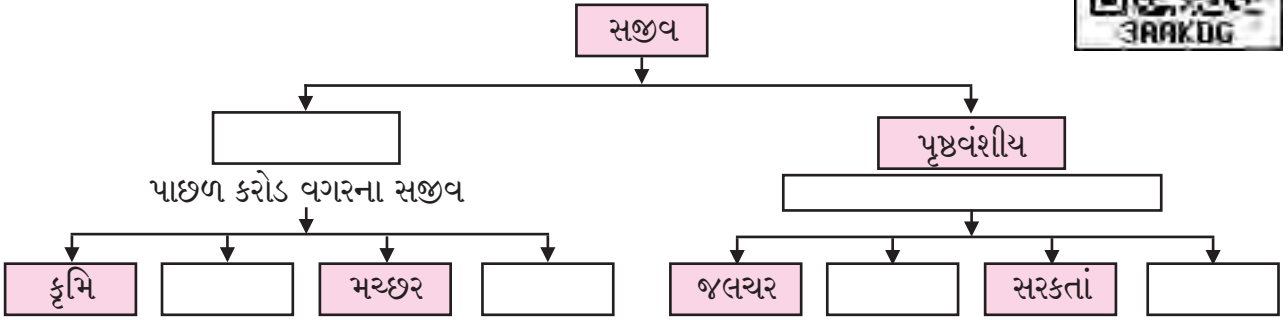 સજીવ
3AAKDG
પૃષ્ઠવંશીય
પાછળ કરોડ વગરના સજીવ
કૃમિ
મચ્છર
જલચર
સરકતાં